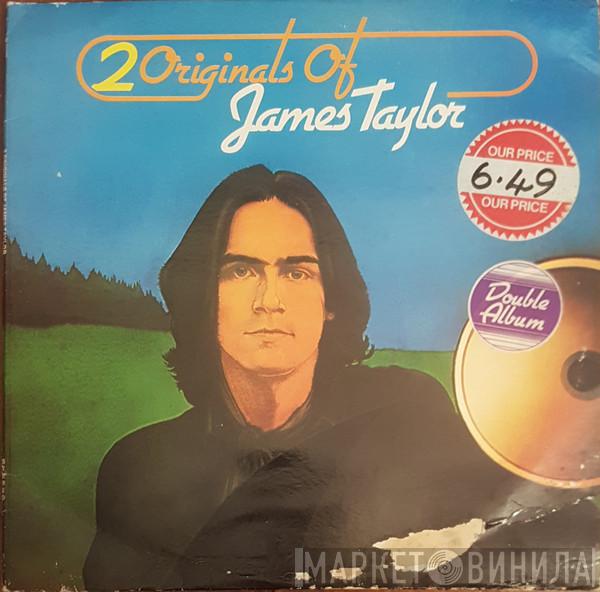 2 Originals Of
James Taylor
OUR PRICE
6.49
OUR PRICE
Double
Album
МАРКЕТ ВИНИЛА